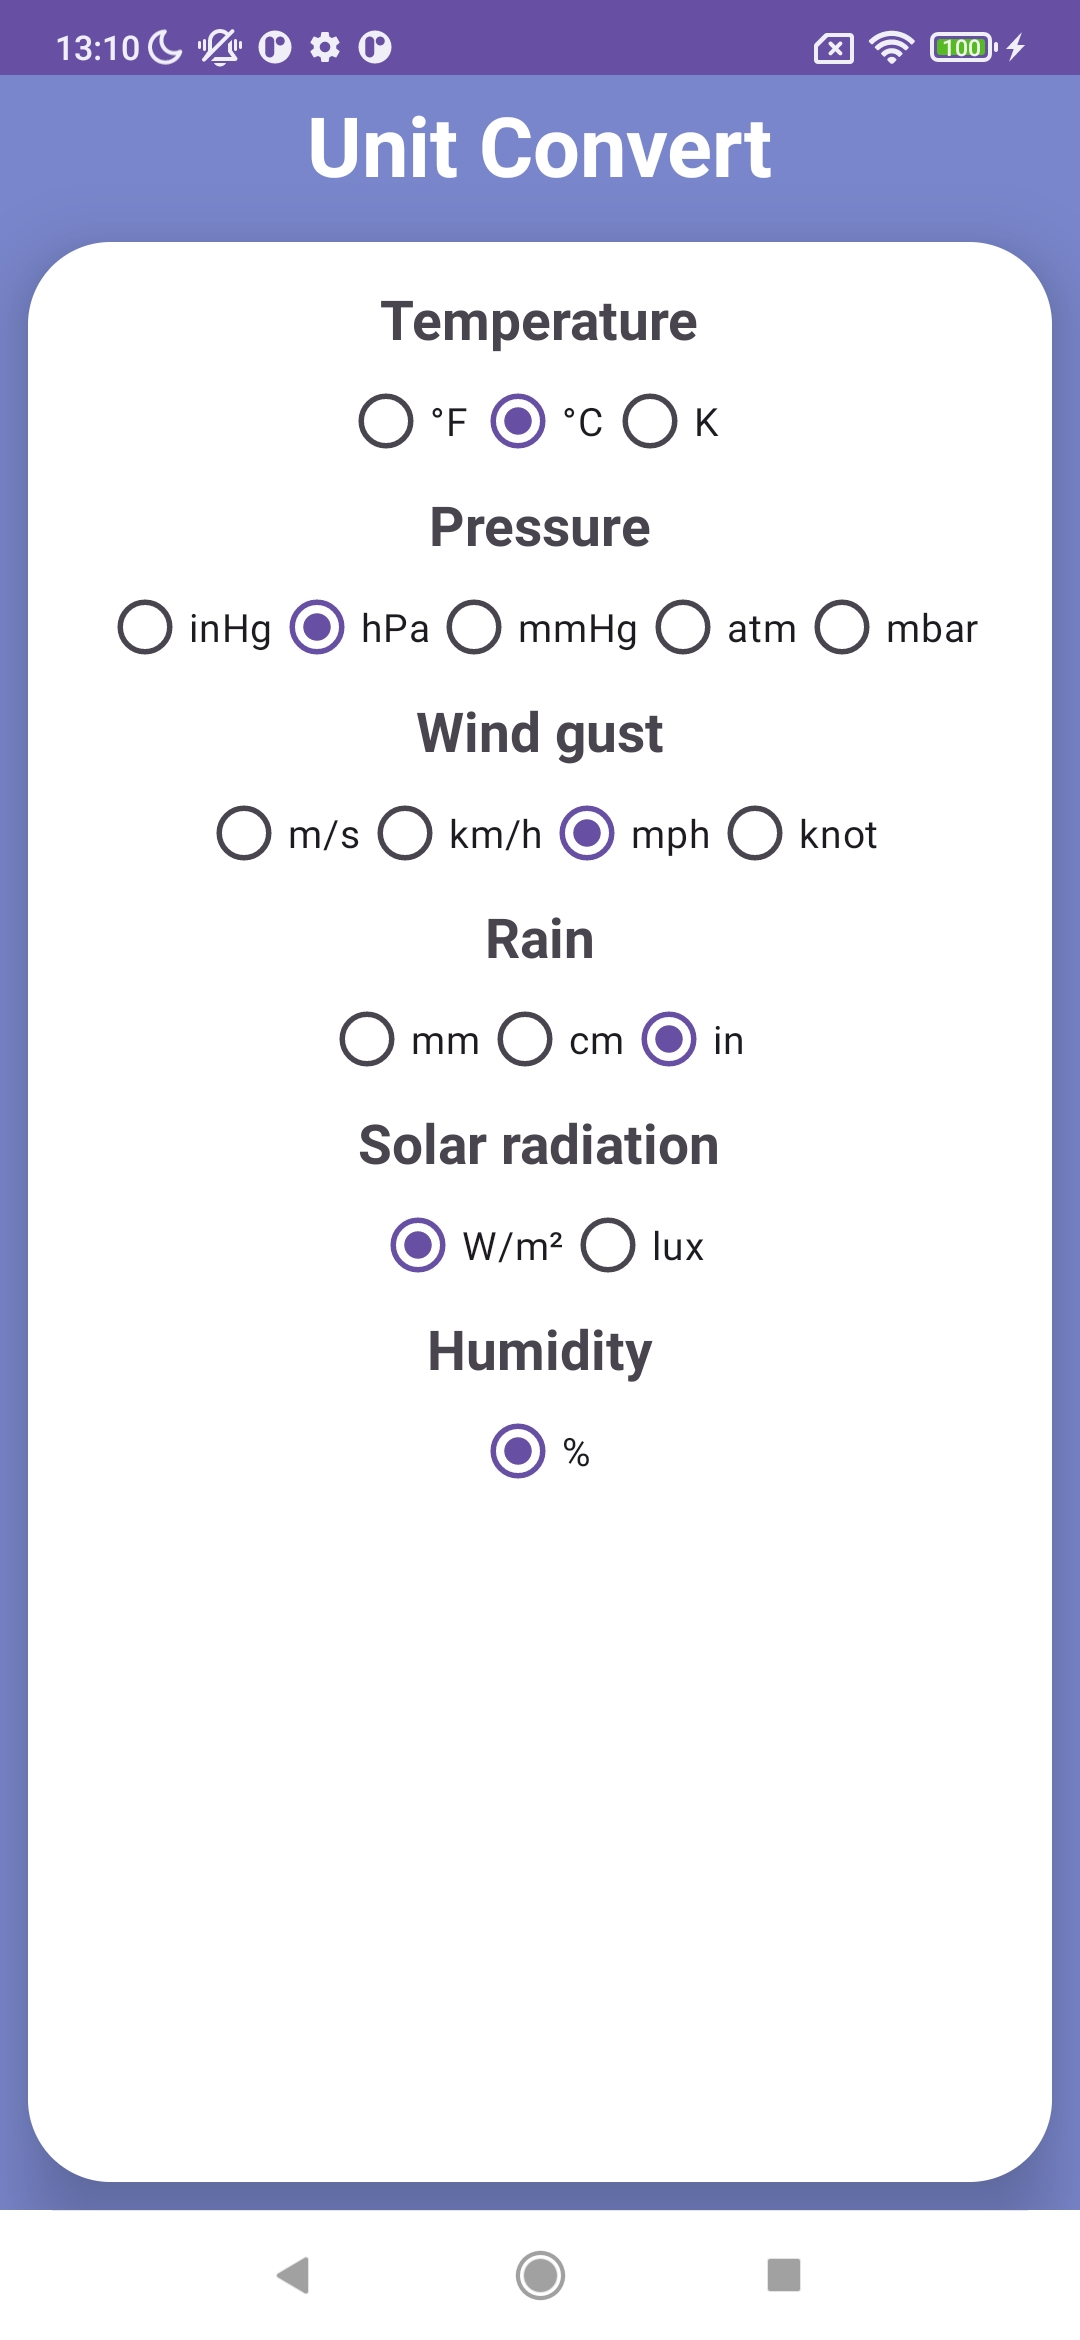 13:10 100
Unit Convert
Temperature
°F °C K
Pressure
inHg hPa mmHg atm mbar
Wind gust
m/s km/h mph knot
Rain
mm cm in
Solar radiation
W/m² lux
Humidity
%